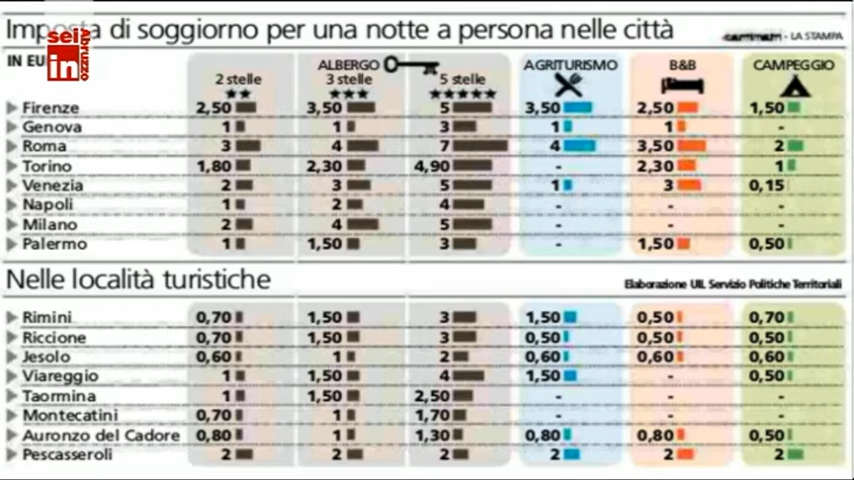 Imposta di soggiorno per una notte a persona nelle città
sei in Abruzzo
- LA STAMPA
IN EU
ALBERGO AGRITURISMO B&B CAMPEGGIO
2 stelle 3 stelle 5 stelle
Firenze 2,50 3,50 5 3,50 2,50 1,50
Genova 1 1 3 1 1 -
Roma 3 4 7 4 3,50 2
Torino 1,80 2,30 4,90 - 2,30 1
Venezia 2 3 5 1 3 0,15
Napoli 1 2 4 - - -
Milano 2 4 5 - - -
Palermo 1 1,50 3 - 1,50 0,50
Nelle località turistiche
Elaborazione UIL Servizio Politiche Territoriali
Rimini 0,70 1,50 3 1,50 0,50 0,70
Riccione 0,70 1,50 3 0,50 0,50 0,50
Jesolo 0,60 1 2 0,60 0,60 0,60
Viareggio 1 1,50 4 1,50 - 0,50
Taormina 1 1,50 2,50 - - -
Montecatini 0,70 1 1,70 - - -
Auronzo del Cadore 0,80 1 1,30 0,80 0,80 0,50
Pescasseroli 2 2 2 2 2 2